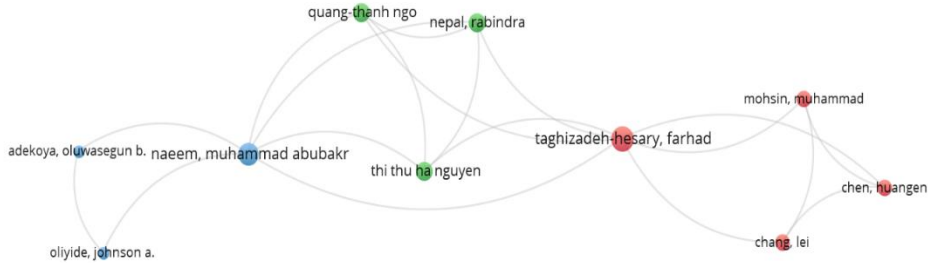 quang-thanh ngo
nepal, rabindra
mohsin, muhammad
taghizadeh-hesary, farhad
adekoya, oluwasegun b.
naeem, muhammad abubakr
thi thu ha nguyen
chen, huangen
chang, lei
oliyide, johnson a.